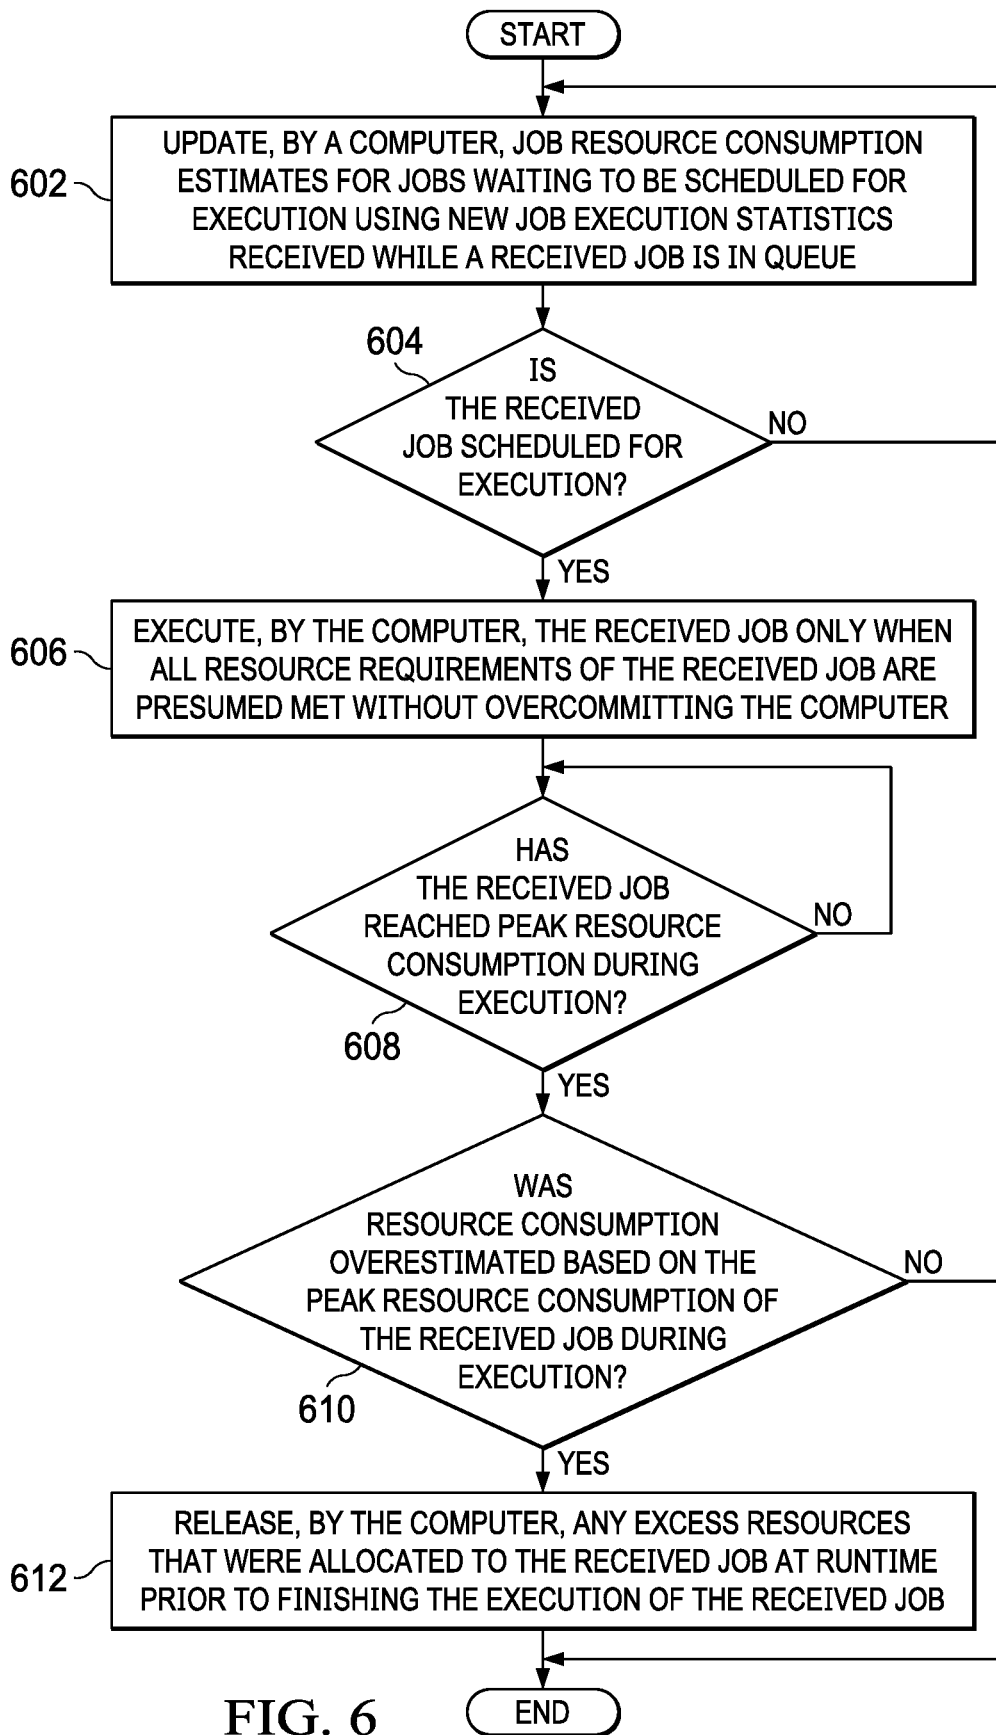 START
602
UPDATE, BY A COMPUTER, JOB RESOURCE CONSUMPTION
ESTIMATES FOR JOBS WAITING TO BE SCHEDULED FOR
EXECUTION USING NEW JOB EXECUTION STATISTICS
RECEIVED WHILE A RECEIVED JOB IS IN QUEUE
604
IS
THE RECEIVED
JOB SCHEDULED FOR
EXECUTION?
NO
YES
606
EXECUTE, BY THE COMPUTER, THE RECEIVED JOB ONLY WHEN
ALL RESOURCE REQUIREMENTS OF THE RECEIVED JOB ARE
PRESUMED MET WITHOUT OVERCOMMITTING THE COMPUTER
HAS
THE RECEIVED JOB
REACHED PEAK RESOURCE
CONSUMPTION DURING
EXECUTION?
NO
608
YES
WAS
RESOURCE CONSUMPTION
OVERESTIMATED BASED ON THE
PEAK RESOURCE CONSUMPTION OF
THE RECEIVED JOB DURING
EXECUTION?
NO
610
YES
612
RELEASE, BY THE COMPUTER, ANY EXCESS RESOURCES
THAT WERE ALLOCATED TO THE RECEIVED JOB AT RUNTIME
PRIOR TO FINISHING THE EXECUTION OF THE RECEIVED JOB
END
FIG. 6